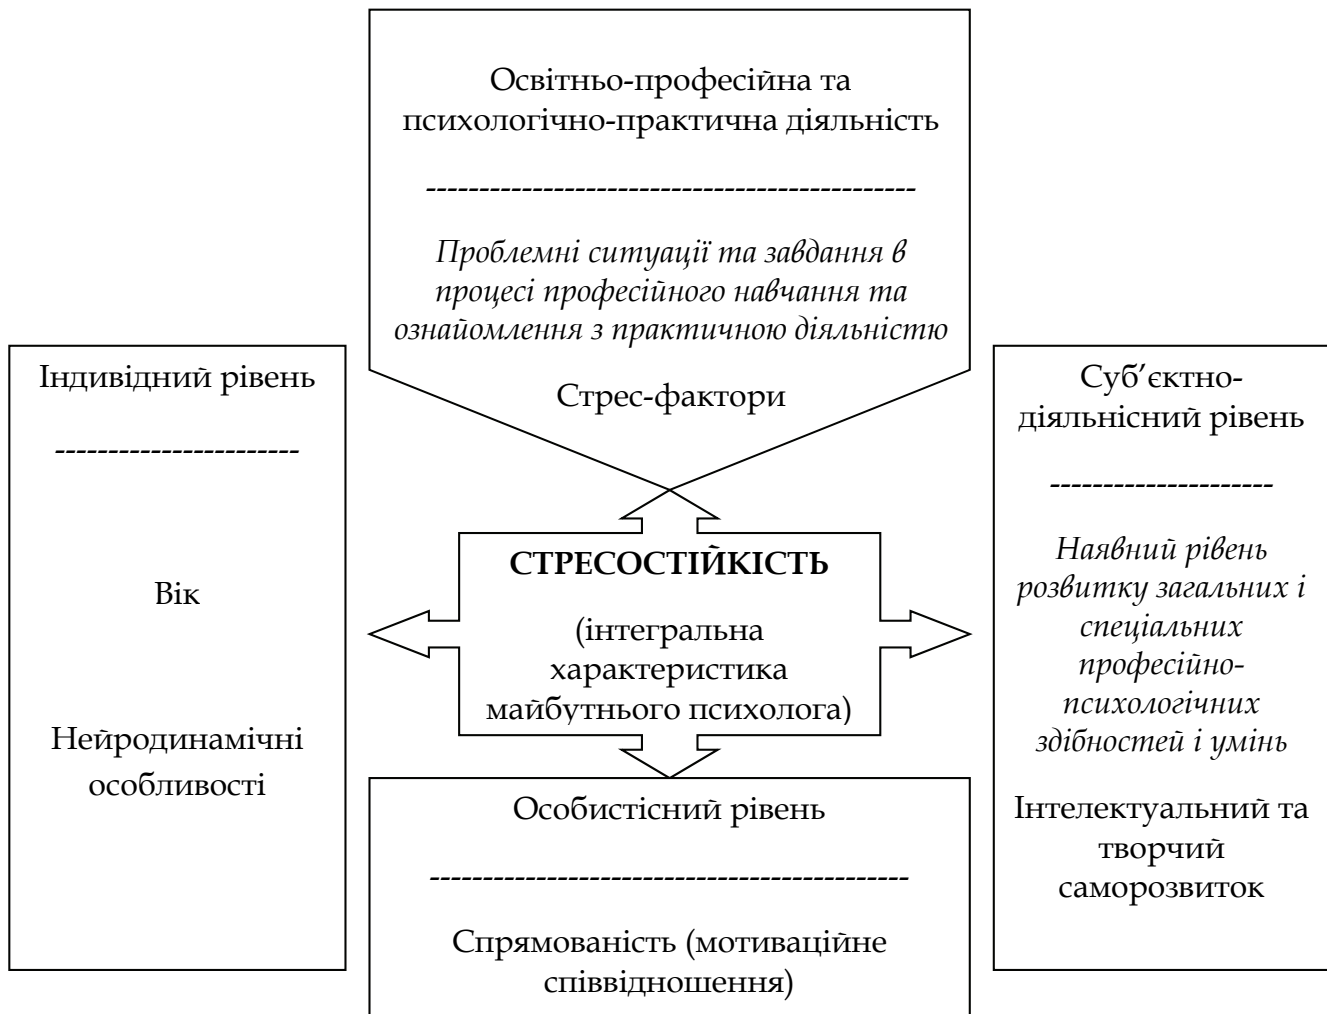 Освітньо-професійна та
психологічно-практична діяльність
----------------------------------------------
Проблемні ситуації та завдання в
процесі професійного навчання та
ознайомлення з практичною діяльністю
Стрес-фактори
Індивідний рівень
-----------------------
Вік
Нейродинамічні
особливості
СТРЕСОСТІЙКІСТЬ
(інтегральна
характеристика
майбутнього психолога)
Суб’єктно-
діяльнісний рівень
---------------------
Наявний рівень
розвитку загальних і
спеціальних
професійно-
психологічних
здібностей і умінь
Інтелектуальний та
творчий
саморозвиток
Особистісний рівень
---------------------------------------------
Спрямованість (мотиваційне
співвідношення)